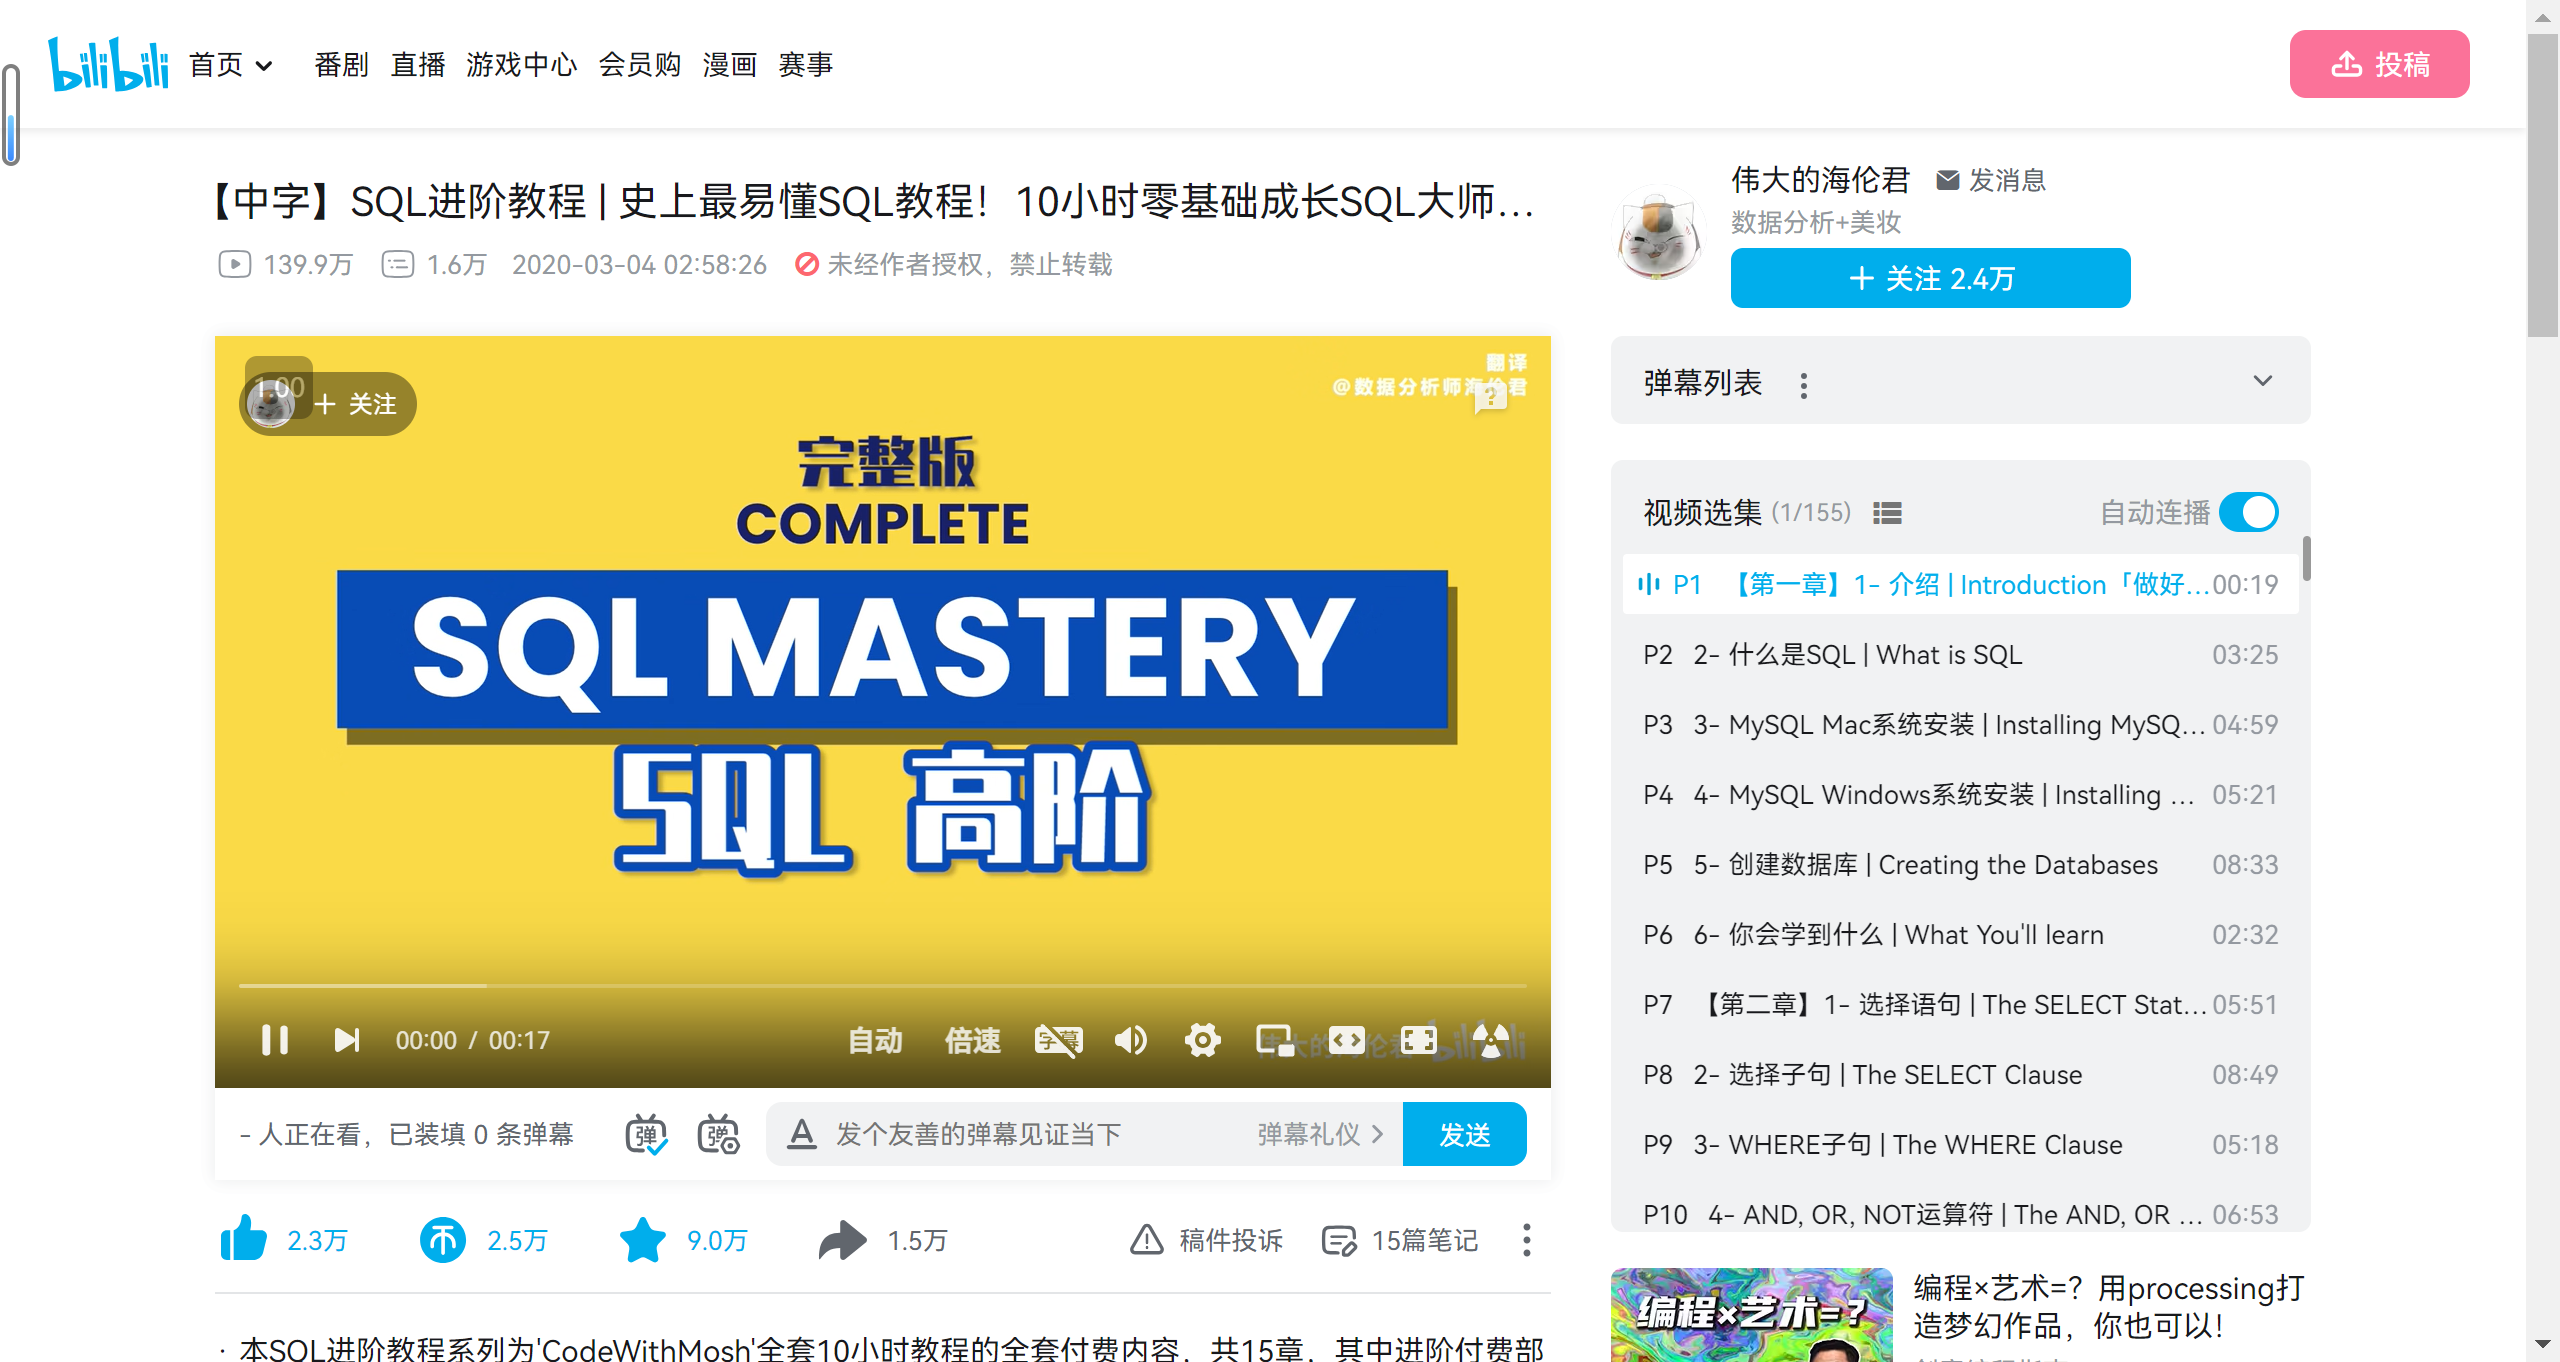 bilibili 首页 番剧 直播 游戏中心 会员购 漫画 赛事 投稿
【中字】SQL进阶教程 | 史上最易懂SQL教程！10小时零基础成长SQL大师...
139.9万 1.6万 2020-03-04 02:58:26 未经作者授权，禁止转载
伟大的海伦君 发消息
数据分析+美妆
+ 关注 2.4万
翻译
@数据分析师海伦君
1.00
+ 关注
完整版
COMPLETE
SQL MASTERY
SQL 高阶
00:00 / 00:17 自动 倍速 字幕
伟大的海伦君 bilibili
- 人正在看，已装填 0 条弹幕 弹 弹 A 发个友善的弹幕见证当下 弹幕礼仪 > 发送
2.3万 2.5万 9.0万 1.5万 稿件投诉 15篇笔记
· 本SQL进阶教程系列为'CodeWithMosh'全套10小时教程的全套付费内容，共15章，其中进阶付费部
弹幕列表
视频选集 (1/155) 自动连播
P1 【第一章】1- 介绍 | Introduction「做好... 00:19
P2 2- 什么是SQL | What is SQL 03:25
P3 3- MySQL Mac系统安装 | Installing MySQ... 04:59
P4 4- MySQL Windows系统安装 | Installing ... 05:21
P5 5- 创建数据库 | Creating the Databases 08:33
P6 6- 你会学到什么 | What You'll learn 02:32
P7 【第二章】1- 选择语句 | The SELECT Stat... 05:51
P8 2- 选择子句 | The SELECT Clause 08:49
P9 3- WHERE子句 | The WHERE Clause 05:18
P10 4- AND, OR, NOT运算符 | The AND, OR ... 06:53
编程×艺术=？
编程×艺术=？用processing打
造梦幻作品，你也可以！